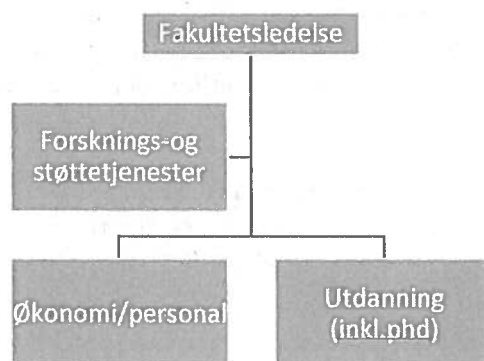 Fakultetsledelse
Forsknings-og
støttetjenester
Økonomi/personal
Utdanning
(inkl.phd)